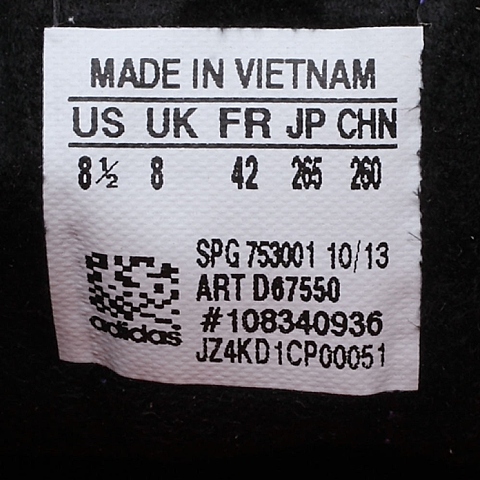 MADE IN VIETNAM
US UK FR JP CHN
8½ 8 42 265 260
SPG 753001 10/13
ART D67550
#108340936
JZ4KD1CP00051
adidas